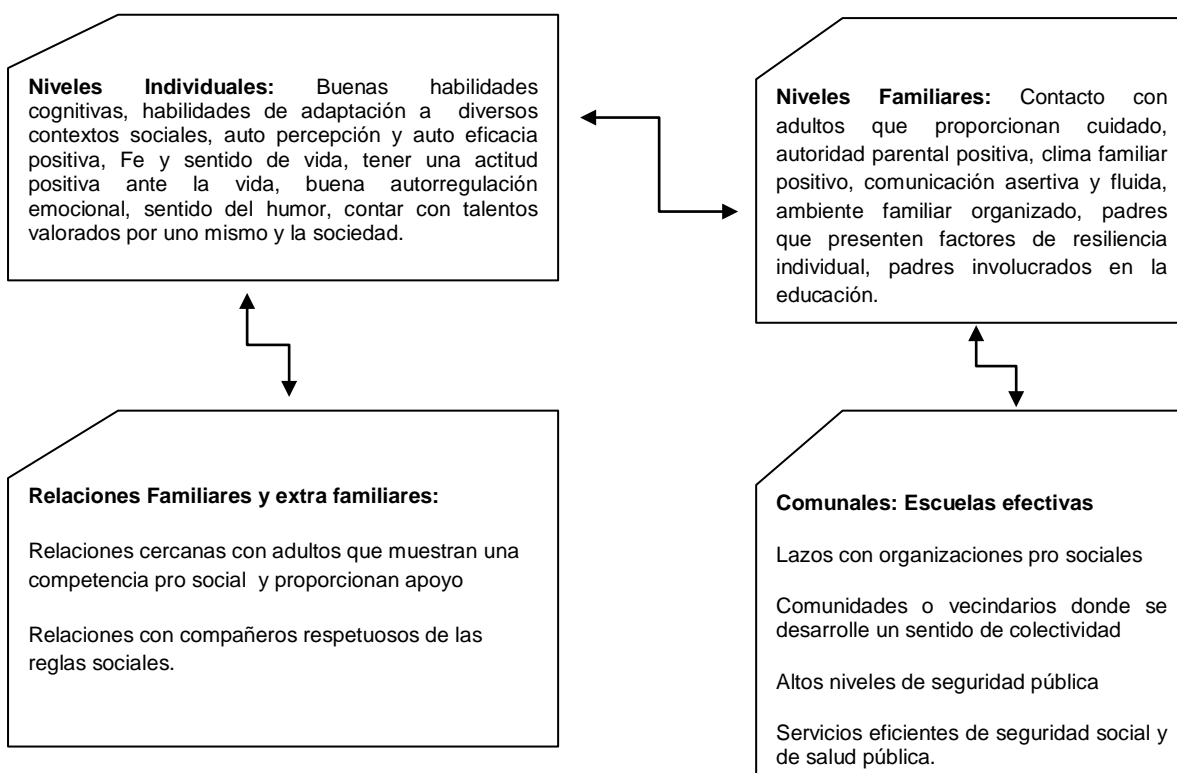 Niveles Individuales: Buenas habilidades
cognitivas, habilidades de adaptación a diversos
contextos sociales, auto percepción y auto eficacia
positiva, Fe y sentido de vida, tener una actitud
positiva ante la vida, buena autorregulación
emocional, sentido del humor, contar con talentos
valorados por uno mismo y la sociedad.
Niveles Familiares: Contacto con
adultos que proporcionan cuidado,
autoridad parental positiva, clima familiar
positivo, comunicación asertiva y fluida,
ambiente familiar organizado, padres
que presenten factores de resiliencia
individual, padres involucrados en la
educación.
Relaciones Familiares y extra familiares:
Relaciones cercanas con adultos que muestran una
competencia pro social y proporcionan apoyo
Relaciones con compañeros respetuosos de las
reglas sociales.
Comunales: Escuelas efectivas
Lazos con organizaciones pro sociales
Comunidades o vecindarios donde se
desarrolle un sentido de colectividad
Altos niveles de seguridad pública
Servicios eficientes de seguridad social y
de salud pública.